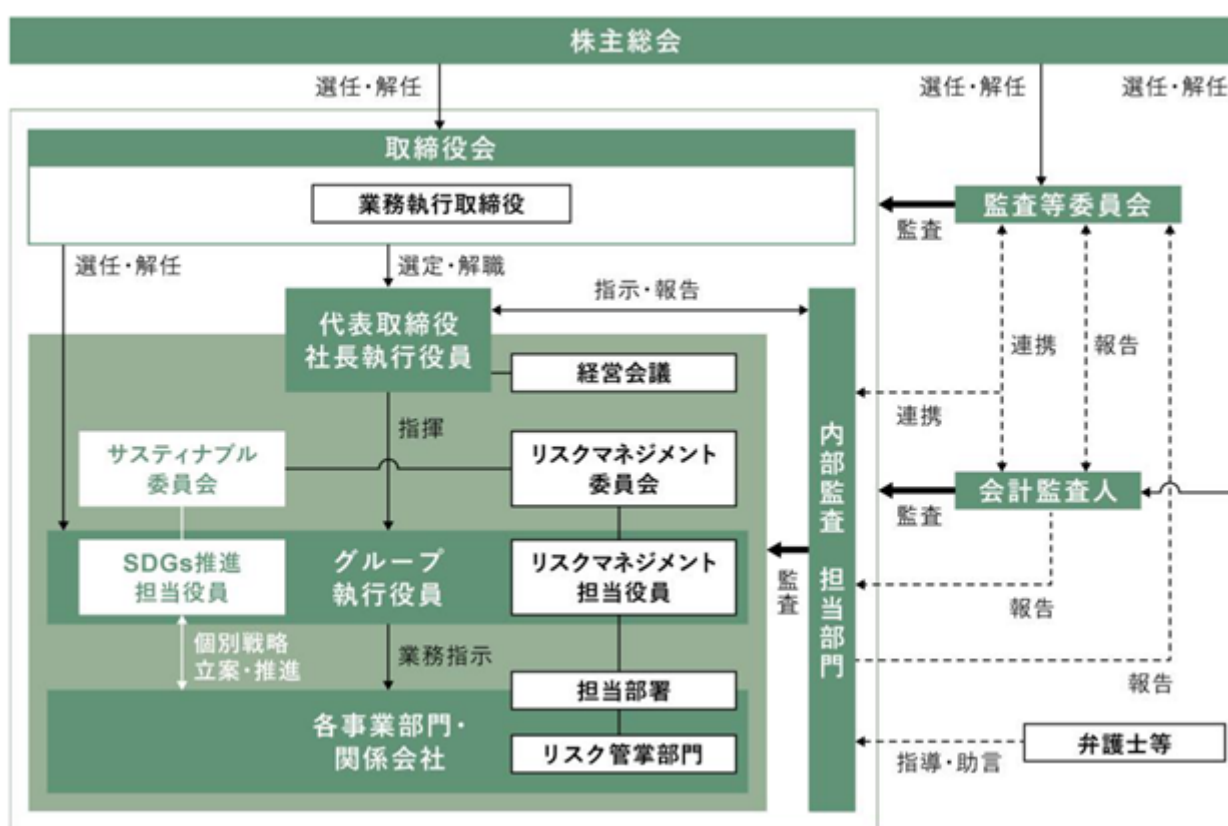 株主総会
選任・解任
選任・解任
選任・解任
取締役会
業務執行取締役
監査等委員会
監査
選任・解任
選定・解職
指示・報告
代表取締役
社長執行役員
経営会議
連携
報告
連携
指揮
サスティナブル
委員会
リスクマネジメント
委員会
内部監査 担当部門
会計監査人
監査
SDGs推進
担当役員
グループ
執行役員
リスクマネジメント
担当役員
監査
報告
個別戦略
立案・推進
業務指示
報告
担当部署
各事業部門・
関係会社
リスク管掌部門
弁護士等
指導・助言